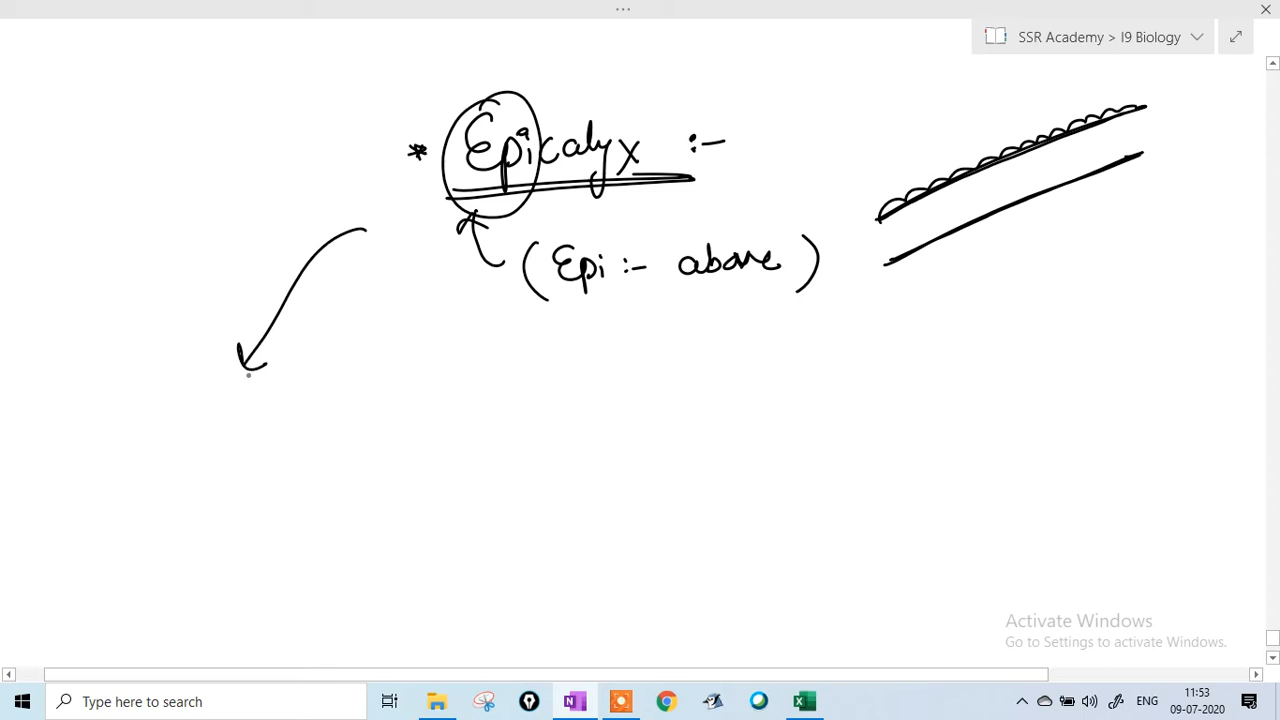 ...
SSR Academy > I9 Biology
* Epicalyx :-
(Epi :- above)
Activate Windows
Go to Settings to activate Windows.
Type here to search
ENG
11:53
09-07-2020